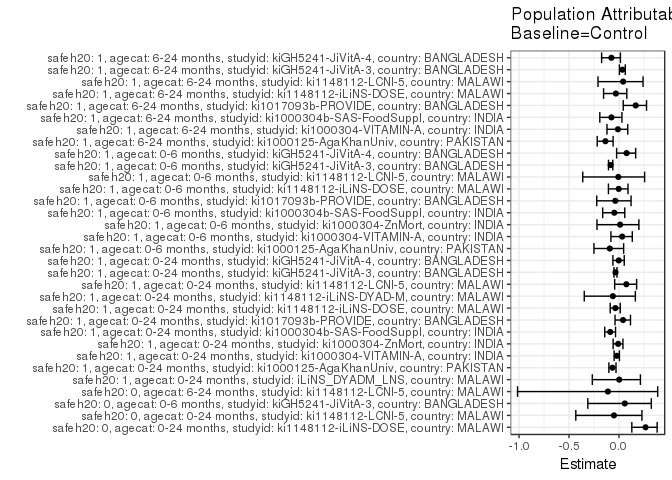 Population Attributab
Baseline=Control
safeh20: 1, agecat: 6-24 months, studyid: kiGH5241-JiVitA-4, country: BANGLADESH
safeh20: 1, agecat: 6-24 months, studyid: kiGH5241-JiVitA-3, country: BANGLADESH
safeh20: 1, agecat: 6-24 months, studyid: ki1148112-LCNI-5, country: MALAWI
safeh20: 1, agecat: 6-24 months, studyid: ki1148112-iLiNS-DOSE, country: MALAWI
safeh20: 1, agecat: 6-24 months, studyid: ki1017093b-PROVIDE, country: BANGLADESH
safeh20: 1, agecat: 6-24 months, studyid: ki1000304b-SAS-FoodSuppl, country: INDIA
safeh20: 1, agecat: 6-24 months, studyid: ki1000304-VITAMIN-A, country: INDIA
safeh20: 1, agecat: 6-24 months, studyid: ki1000125-AgaKhanUniv, country: PAKISTAN
safeh20: 1, agecat: 0-6 months, studyid: kiGH5241-JiVitA-4, country: BANGLADESH
safeh20: 1, agecat: 0-6 months, studyid: kiGH5241-JiVitA-3, country: BANGLADESH
safeh20: 1, agecat: 0-6 months, studyid: ki1148112-LCNI-5, country: MALAWI
safeh20: 1, agecat: 0-6 months, studyid: ki1148112-iLiNS-DOSE, country: MALAWI
safeh20: 1, agecat: 0-6 months, studyid: ki1017093b-PROVIDE, country: BANGLADESH
safeh20: 1, agecat: 0-6 months, studyid: ki1000304b-SAS-FoodSuppl, country: INDIA
safeh20: 1, agecat: 0-6 months, studyid: ki1000304-ZnMort, country: INDIA
safeh20: 1, agecat: 0-6 months, studyid: ki1000304-VITAMIN-A, country: INDIA
safeh20: 1, agecat: 0-6 months, studyid: ki1000125-AgaKhanUniv, country: PAKISTAN
safeh20: 1, agecat: 0-24 months, studyid: kiGH5241-JiVitA-4, country: BANGLADESH
safeh20: 1, agecat: 0-24 months, studyid: kiGH5241-JiVitA-3, country: BANGLADESH
safeh20: 1, agecat: 0-24 months, studyid: ki1148112-LCNI-5, country: MALAWI
safeh20: 1, agecat: 0-24 months, studyid: ki1148112-iLiNS-DYAD-M, country: MALAWI
safeh20: 1, agecat: 0-24 months, studyid: ki1148112-iLiNS-DOSE, country: MALAWI
safeh20: 1, agecat: 0-24 months, studyid: ki1017093b-PROVIDE, country: BANGLADESH
safeh20: 1, agecat: 0-24 months, studyid: ki1000304b-SAS-FoodSuppl, country: INDIA
safeh20: 1, agecat: 0-24 months, studyid: ki1000304-ZnMort, country: INDIA
safeh20: 1, agecat: 0-24 months, studyid: ki1000304-VITAMIN-A, country: INDIA
safeh20: 1, agecat: 0-24 months, studyid: ki1000125-AgaKhanUniv, country: PAKISTAN
safeh20: 1, agecat: 0-24 months, studyid: iLiNS_DYADM_LNS, country: MALAWI
safeh20: 0, agecat: 6-24 months, studyid: ki1148112-LCNI-5, country: MALAWI
safeh20: 0, agecat: 0-6 months, studyid: kiGH5241-JiVitA-3, country: BANGLADESH
safeh20: 0, agecat: 0-24 months, studyid: ki1148112-LCNI-5, country: MALAWI
safeh20: 0, agecat: 0-24 months, studyid: ki1148112-iLiNS-DOSE, country: MALAWI
-1.0 -0.5 0.0
Estimate